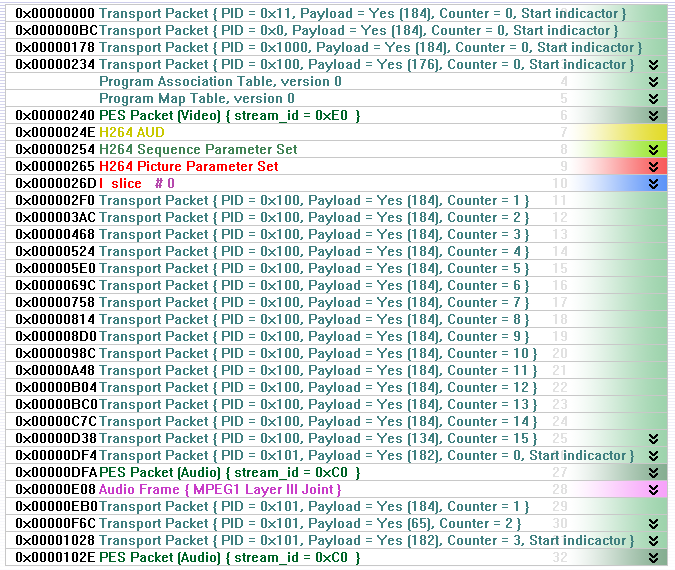 0x00000000 Transport Packet { PID = 0x11, Payload = Yes (184), Counter = 0, Start indicactor }
0x000000BC Transport Packet { PID = 0x0, Payload = Yes (184), Counter = 0, Start indicactor }
0x00000178 Transport Packet { PID = 0x1000, Payload = Yes (184), Counter = 0, Start indicactor }
0x00000234 Transport Packet { PID = 0x100, Payload = Yes (176), Counter = 0, Start indicactor }
Program Association Table, version 0 4
Program Map Table, version 0 5
0x00000240 PES Packet (Video) { stream_id = 0xE0 } 6
0x0000024E H264 AUD 7
0x00000254 H264 Sequence Parameter Set 8
0x00000265 H264 Picture Parameter Set 9
0x0000026D I slice # 0 10
0x000002F0 Transport Packet { PID = 0x100, Payload = Yes (184), Counter = 1 } 11
0x000003AC Transport Packet { PID = 0x100, Payload = Yes (184), Counter = 2 } 12
0x00000468 Transport Packet { PID = 0x100, Payload = Yes (184), Counter = 3 } 13
0x00000524 Transport Packet { PID = 0x100, Payload = Yes (184), Counter = 4 } 14
0x000005E0 Transport Packet { PID = 0x100, Payload = Yes (184), Counter = 5 } 15
0x0000069C Transport Packet { PID = 0x100, Payload = Yes (184), Counter = 6 } 16
0x00000758 Transport Packet { PID = 0x100, Payload = Yes (184), Counter = 7 } 17
0x00000814 Transport Packet { PID = 0x100, Payload = Yes (184), Counter = 8 } 18
0x000008D0 Transport Packet { PID = 0x100, Payload = Yes (184), Counter = 9 } 19
0x0000098C Transport Packet { PID = 0x100, Payload = Yes (184), Counter = 10 } 20
0x00000A48 Transport Packet { PID = 0x100, Payload = Yes (184), Counter = 11 } 21
0x00000B04 Transport Packet { PID = 0x100, Payload = Yes (184), Counter = 12 } 22
0x00000BC0 Transport Packet { PID = 0x100, Payload = Yes (184), Counter = 13 } 23
0x00000C7C Transport Packet { PID = 0x100, Payload = Yes (184), Counter = 14 } 24
0x00000D38 Transport Packet { PID = 0x100, Payload = Yes (134), Counter = 15 } 25
0x00000DF4 Transport Packet { PID = 0x101, Payload = Yes (182), Counter = 0, Start indicactor }
0x00000DFA PES Packet (Audio) { stream_id = 0xC0 } 27
0x00000E08 Audio Frame { MPEG1 Layer III Joint } 28
0x00000EB0 Transport Packet { PID = 0x101, Payload = Yes (184), Counter = 1 } 29
0x00000F6C Transport Packet { PID = 0x101, Payload = Yes (65), Counter = 2 } 30
0x00001028 Transport Packet { PID = 0x101, Payload = Yes (182), Counter = 3, Start indicactor }
0x0000102E PES Packet (Audio) { stream_id = 0xC0 } 32